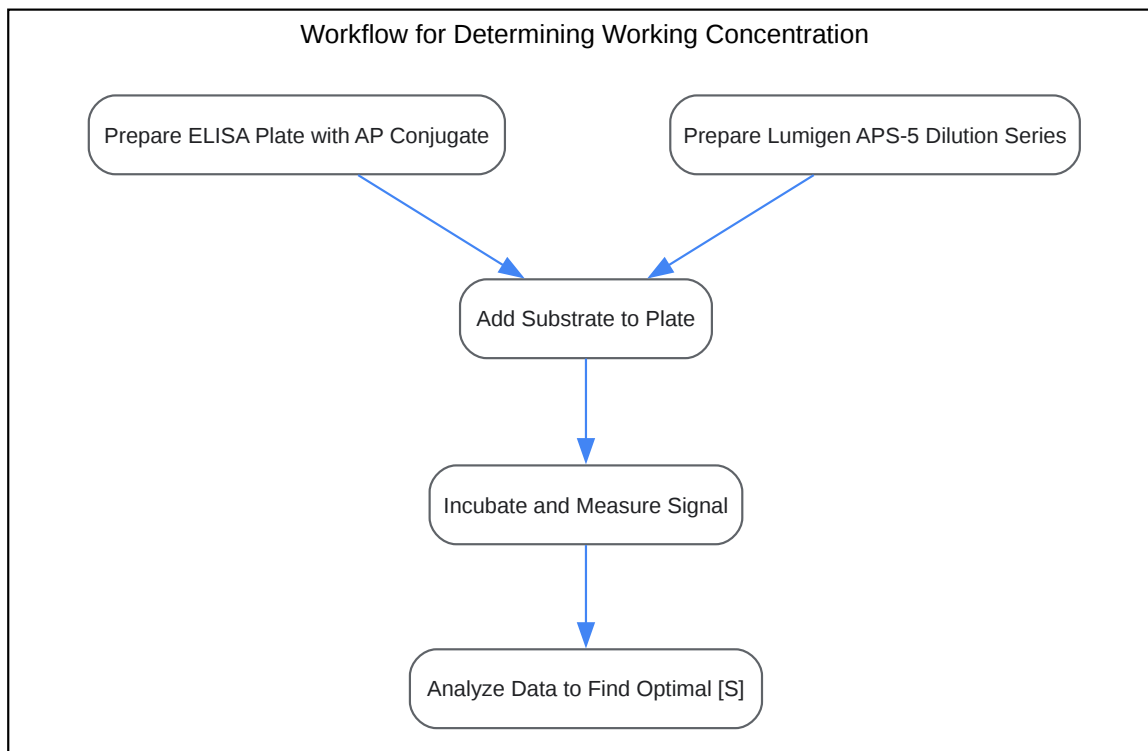 Workflow for Determining Working Concentration
Prepare ELISA Plate with AP Conjugate
Prepare Lumigen APS-5 Dilution Series
Add Substrate to Plate
Incubate and Measure Signal
Analyze Data to Find Optimal [S]